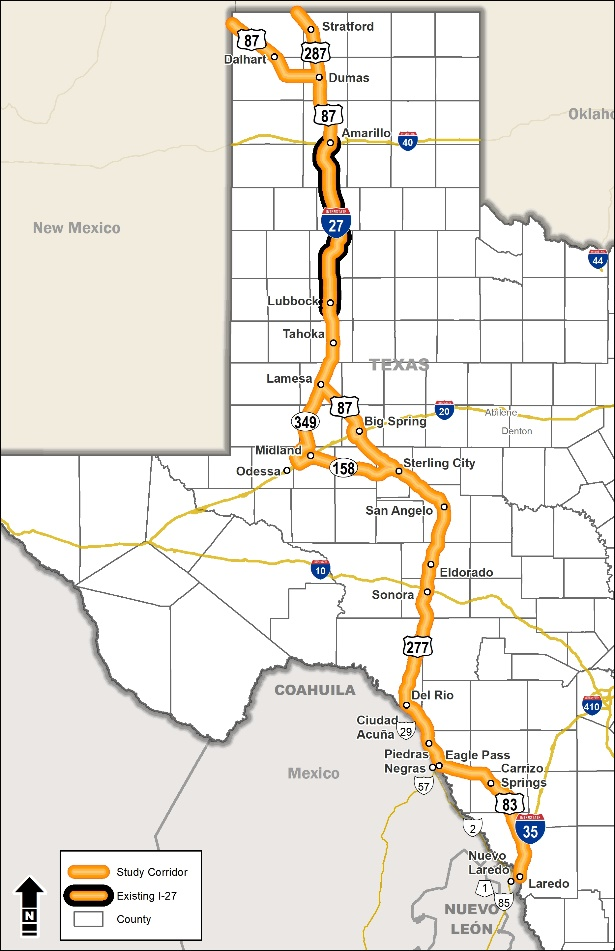 87
Stratford
287
Dalhart
Dumas
87
Amarillo
40
Oklaho
New Mexico
INTERSTATE
27
44
Lubbock
Tahoka
TEXAS
Lamesa
87
20
Abilene
349
Big Spring
Denton
Midland
158
Sterling City
Odessa
San Angelo
10
Eldorado
Sonora
277
COAHUILA
Del Rio
410
Ciudad
Acuña
29
Piedras
Negras
Eagle Pass
Mexico
57
Carrizo
Springs
83
INTERSTATE
35
2
Nuevo
Laredo
Laredo
1
85
NUEVO
LEÓN
Study Corridor
Existing I-27
County
N